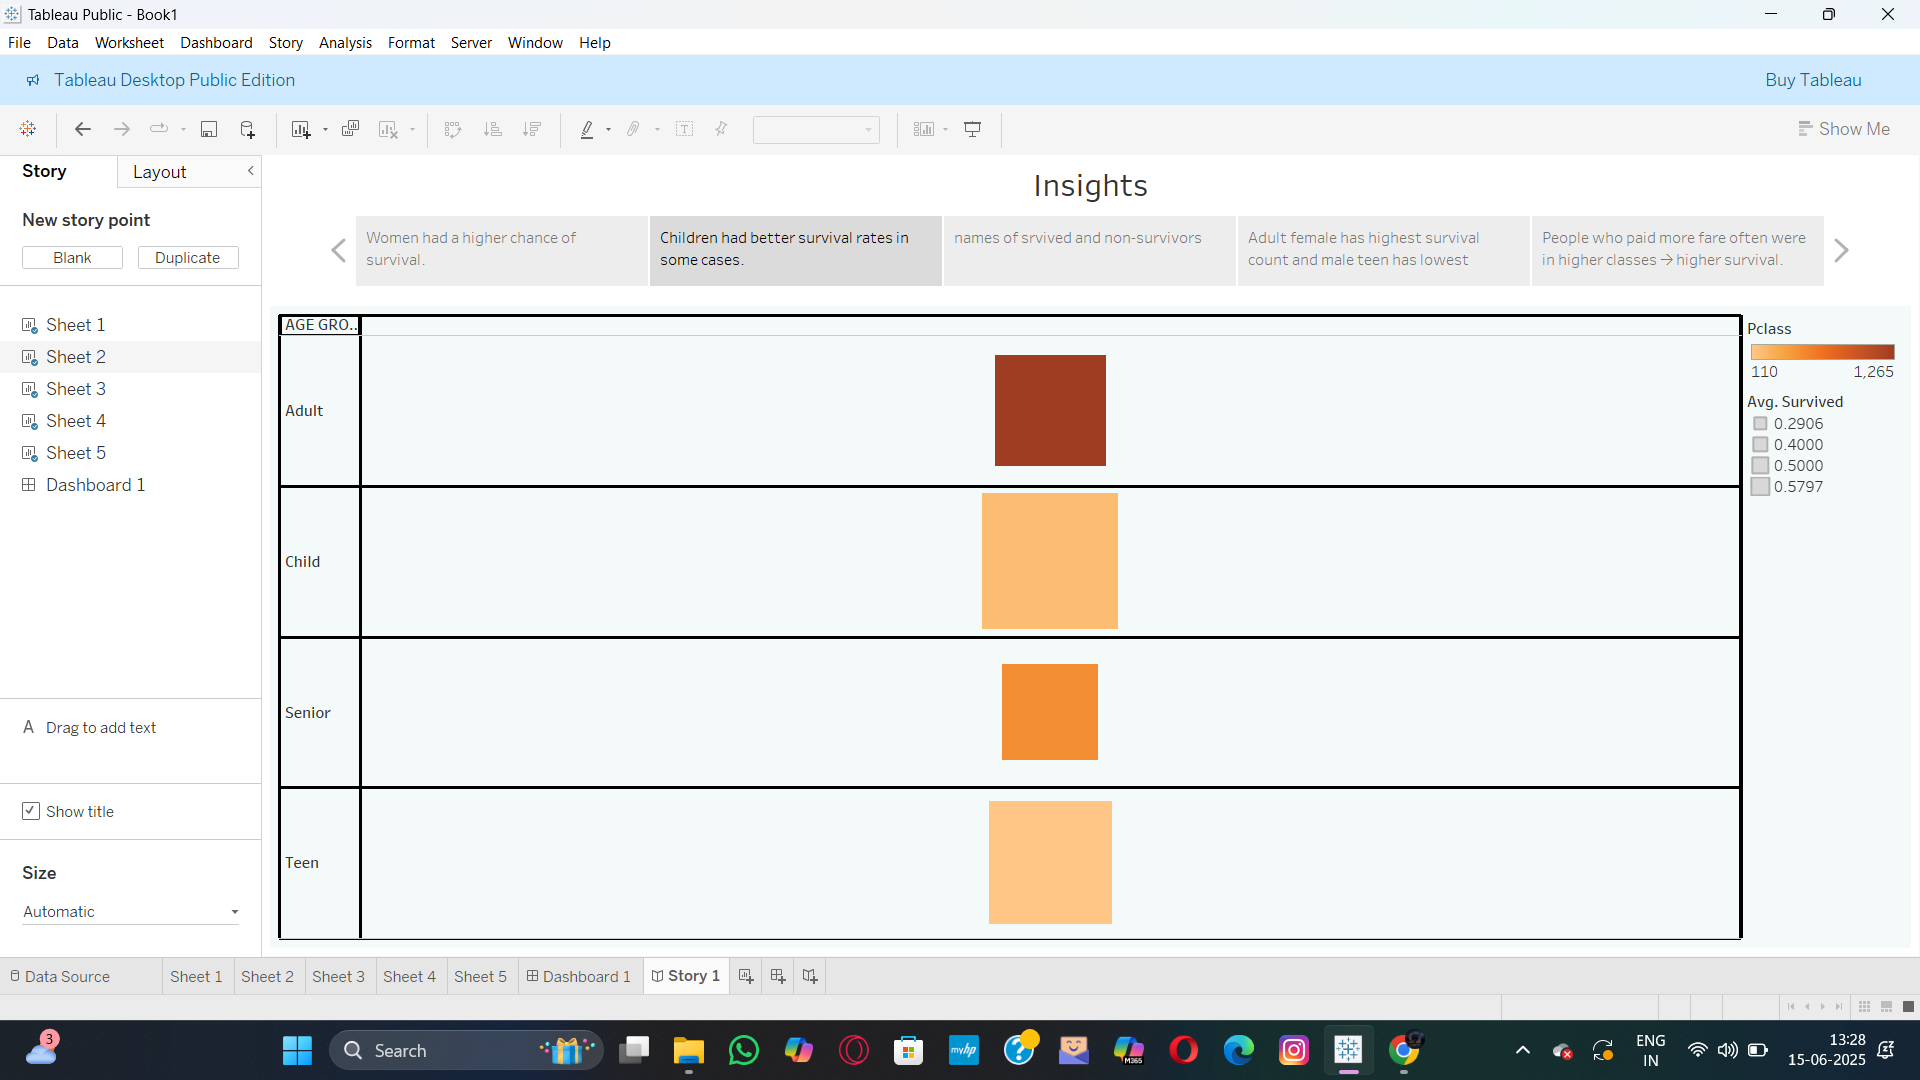 Tableau Public - Book1
File Data Worksheet Dashboard Story Analysis Format Server Window Help
Tableau Desktop Public Edition Buy Tableau
Show Me
Story Layout
New story point
Blank Duplicate
Sheet 1
Sheet 2
Sheet 3
Sheet 4
Sheet 5
Dashboard 1
A Drag to add text
Show title
Size
Automatic
Insights
Women had a higher chance of
survival.
Children had better survival rates in
some cases.
names of srvived and non-survivors
Adult female has highest survival
count and male teen has lowest
People who paid more fare often were
in higher classes → higher survival.
AGE GRO..
Adult
Child
Senior
Teen
Pclass
110 1,265
Avg. Survived
0.2906
0.4000
0.5000
0.5797
Data Source Sheet 1 Sheet 2 Sheet 3 Sheet 4 Sheet 5 Dashboard 1 Story 1
3
Search
myhp
M365
ENG
IN
13:28
15-06-2025